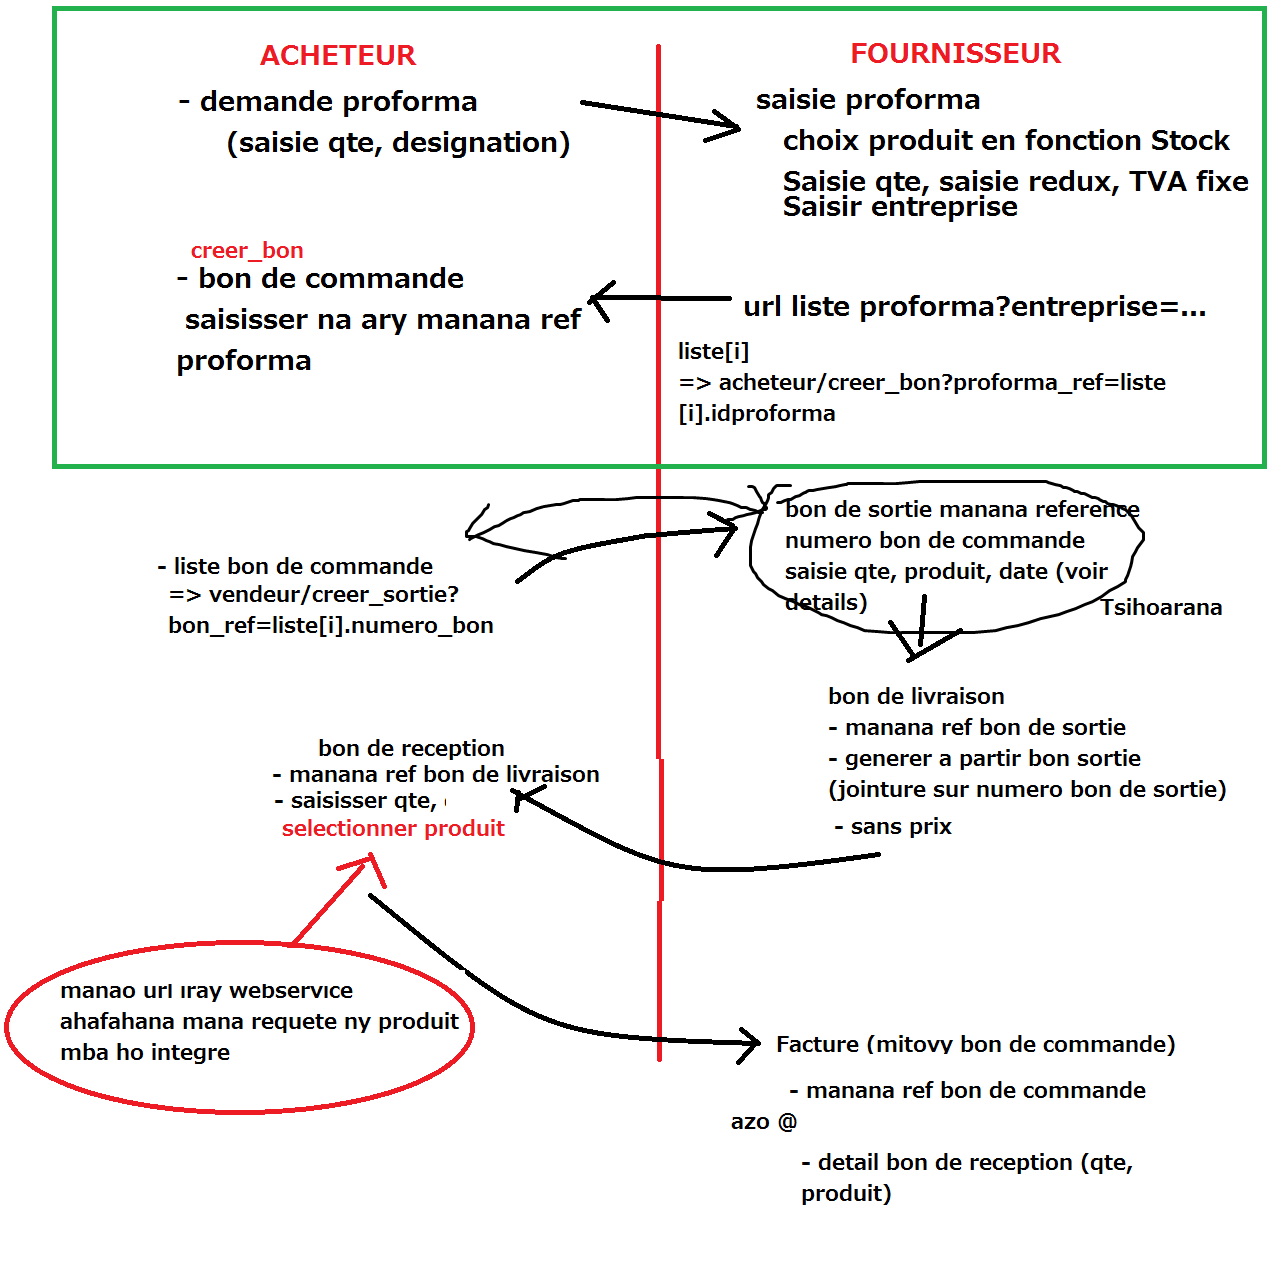 ACHETEUR
- demande proforma
(saisie qte, designation)
FOURNISSEUR
saisie proforma
choix produit en fonction Stock
Saisie qte, saisie redux, TVA fixe
Saisir entreprise
creer_bon
- bon de commande
saisisser na ary manana ref
proforma
url liste proforma?entreprise=...
liste[i]
=> acheteur/creer_bon?proforma_ref=liste
[i].idproforma
- liste bon de commande
=> vendeur/creer_sortie?
bon_ref=liste[i].numero_bon
bon de sortie manana reference
numero bon de commande
saisie qte, produit, date (voir
details)
Tsihoarana
bon de livraison
- manana ref bon de sortie
- generer a partir bon sortie
(jointure sur numero bon de sortie)
- sans prix
bon de reception
- manana ref bon de livraison
- saisisser qte,
selectionner produit
manao url iray webservice
ahafahana mana requete ny produit
mba ho integre
Facture (mitovy bon de commande)
- manana ref bon de commande
azo @
- detail bon de reception (qte,
produit)